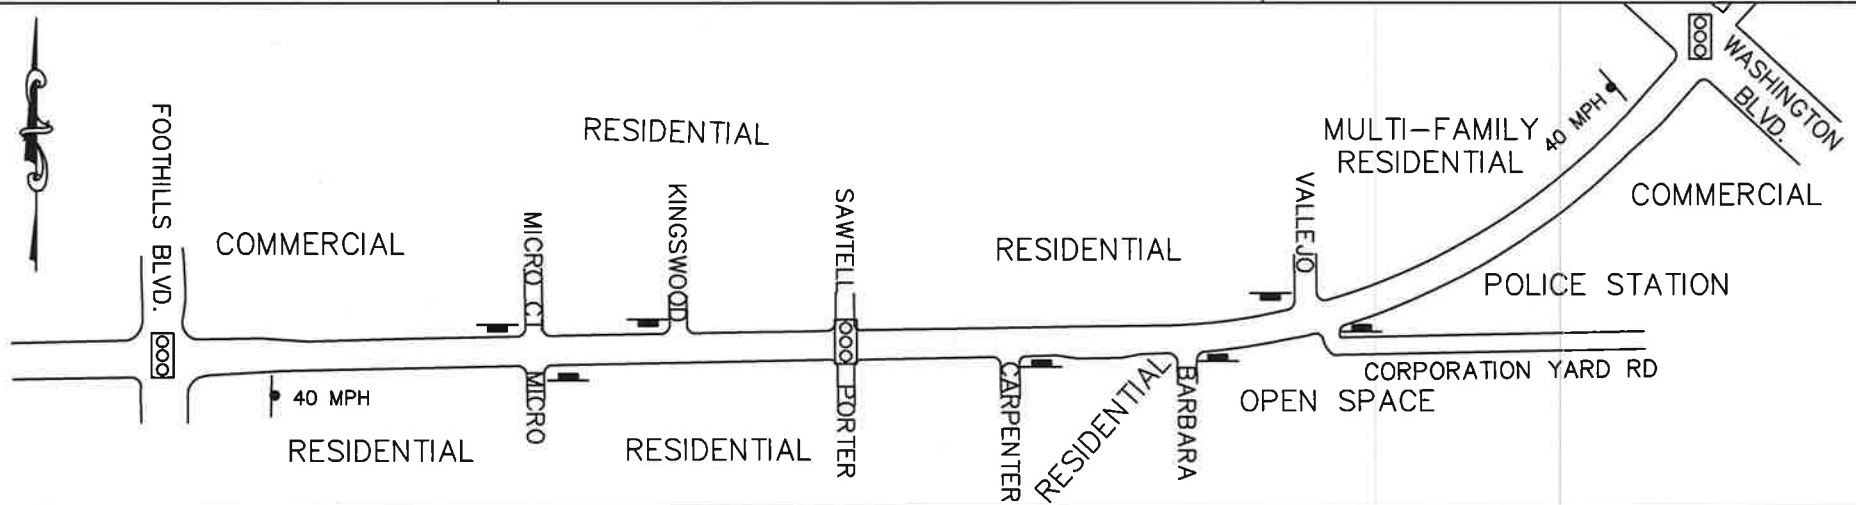 FOOTHILLS BLVD.
COMMERCIAL
40 MPH
RESIDENTIAL
MICRO CT
MICRO
RESIDENTIAL
KINGSWOOD
RESIDENTIAL
SAWTELL
PORTER
RESIDENTIAL
CARPENTER
RESIDENTIAL
BARBARA
VALLEJO
MULTI-FAMILY
RESIDENTIAL
40 MPH
WASHINGTON
BLVD.
COMMERCIAL
POLICE STATION
CORPORATION YARD RD
OPEN SPACE